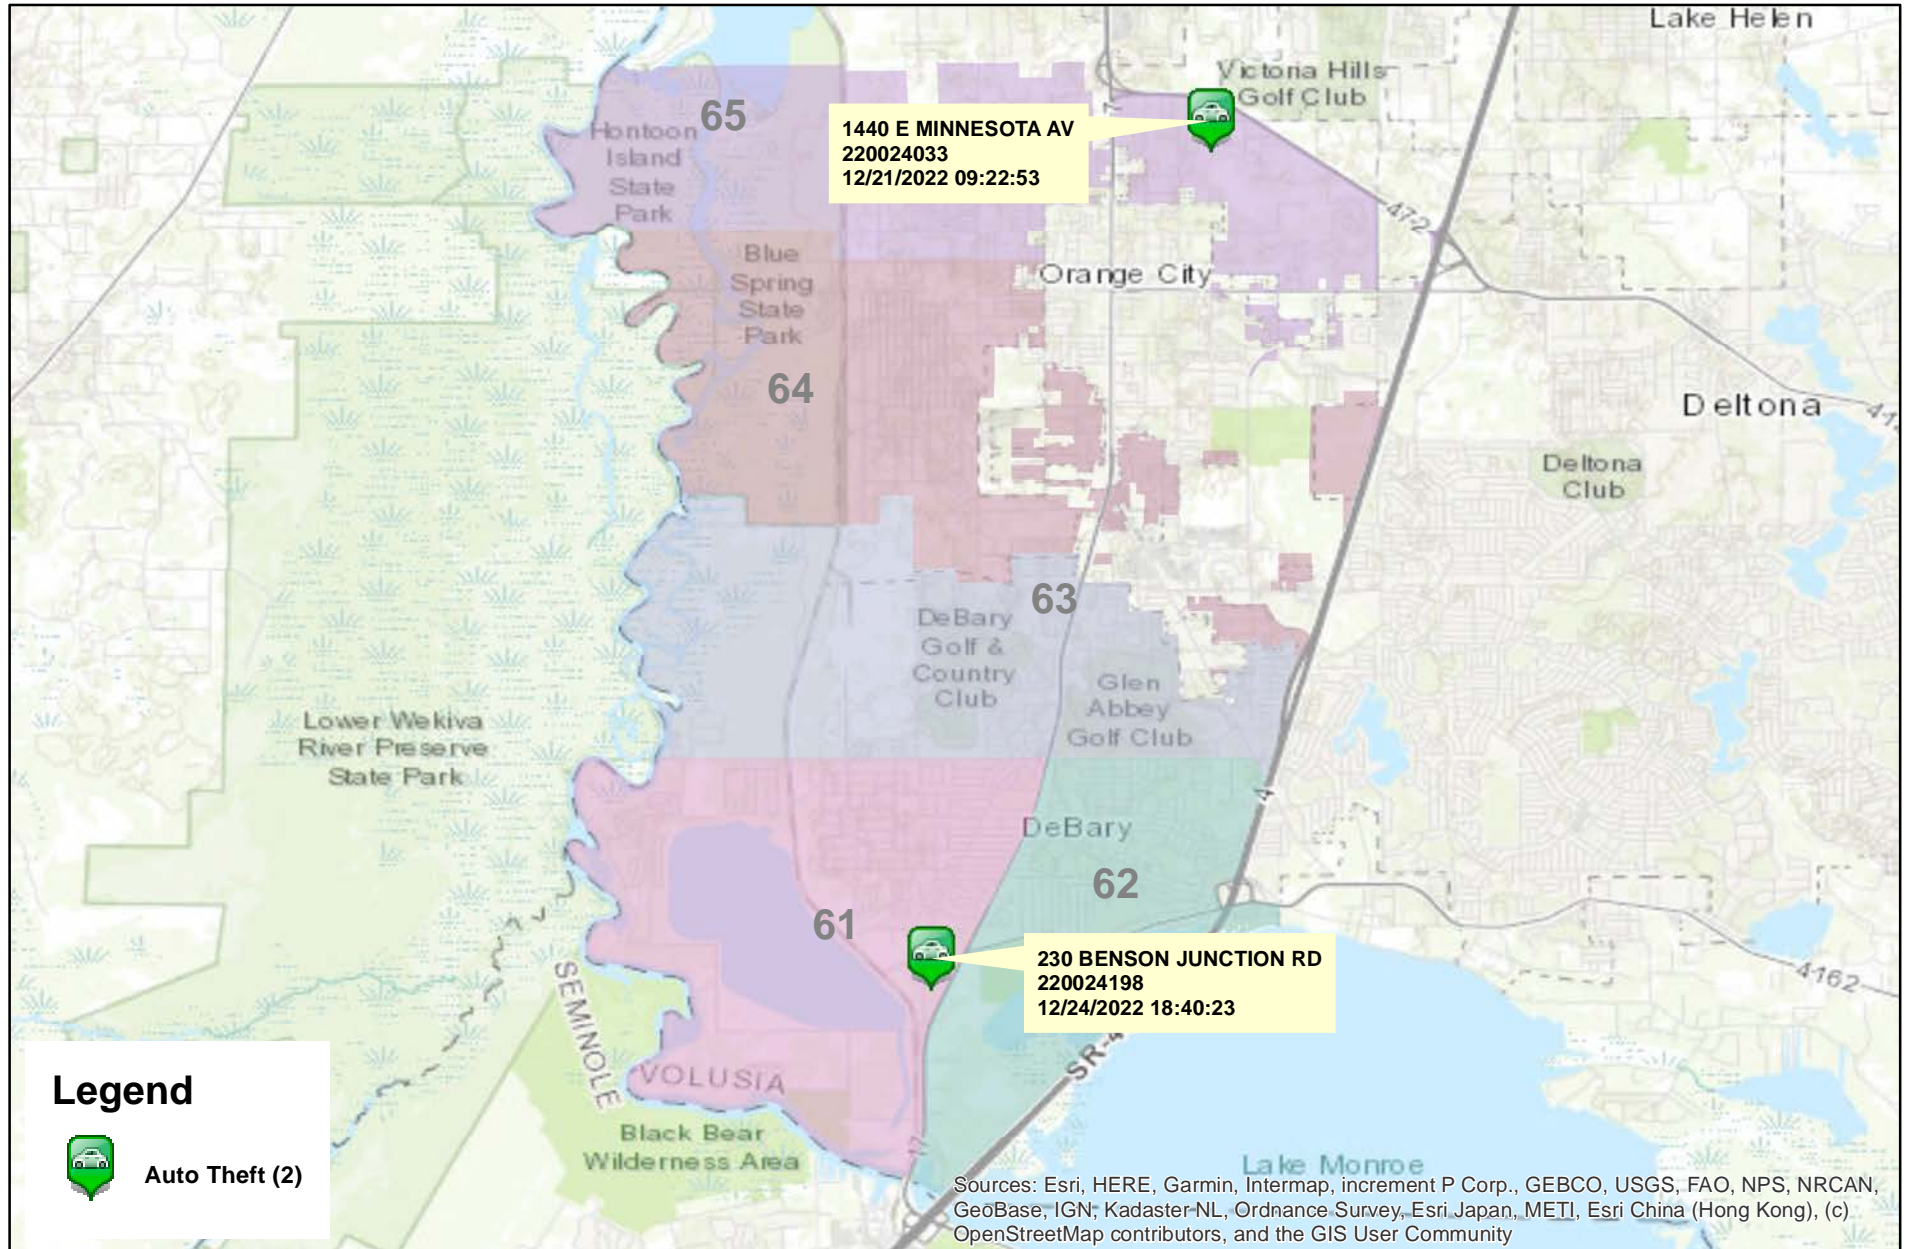 Lake Helen
Victoria Hills
Golf Club
65
Hontoon
Island
State
Park
1440 E MINNESOTA AV
220024033
12/21/2022 09:22:53
17
472
Blue
Spring
State
Park
Orange City
64
Deltona
Deltona
Club
63
DeBary
Golf &
Country
Club
Glen
Abbey
Golf Club
Lower Wekiva
River Preserve
State Park
4
DeBary
62
61
230 BENSON JUNCTION RD
220024198
12/24/2022 18:40:23
4162
SEMINOLE
VOLUSIA
SR-4
Black Bear
Wilderness Area
17
Lake Monroe
Legend
Auto Theft (2)
Sources: Esri, HERE, Garmin, Intermap, increment P Corp., GEBCO, USGS, FAO, NPS, NRCAN,
GeoBase, IGN, Kadaster NL, Ordnance Survey, Esri Japan, METI, Esri China (Hong Kong), (c)
OpenStreetMap contributors, and the GIS User Community